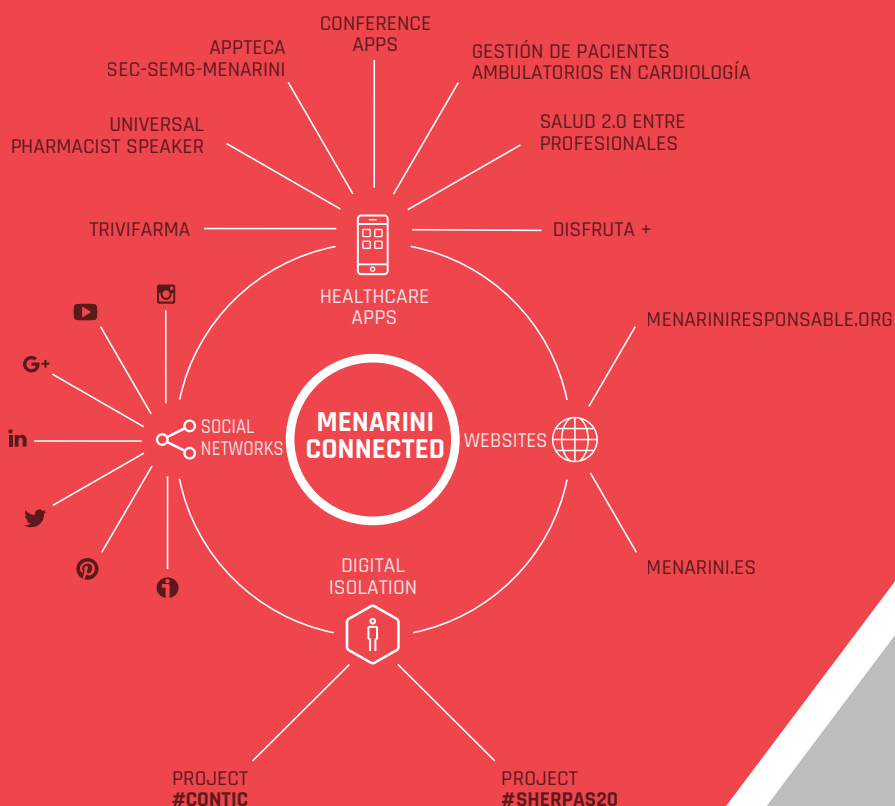 CONFERENCE
APPS
APPTECA
SEC-SEMG-MENARINI
GESTIÓN DE PACIENTES
AMBULATORIOS EN CARDIOLOGÍA
UNIVERSAL
PHARMACIST SPEAKER
SALUD 2.0 ENTRE
PROFESIONALES
TRIVIFARMA
DISFRUTA +
HEALTHCARE
APPS
MENARINIRESPONSABLE.ORG
G+
in
SOCIAL
NETWORKS
MENARINI
CONNECTED
WEBSITES
DIGITAL
ISOLATION
MENARINI.ES
PROJECT
#CONTIC
PROJECT
#SHERPAS20